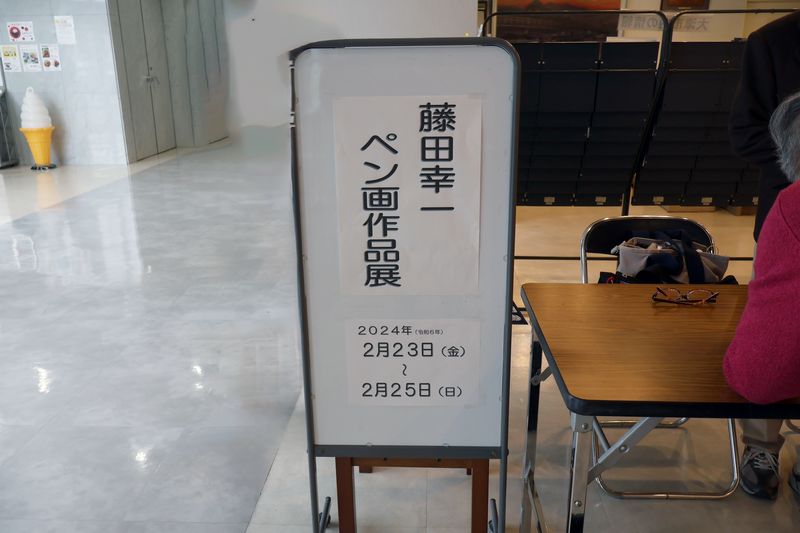 藤田幸一
ペン画作品展
2024年(令和6年)
2月23日(金)
~
2月25日(日)